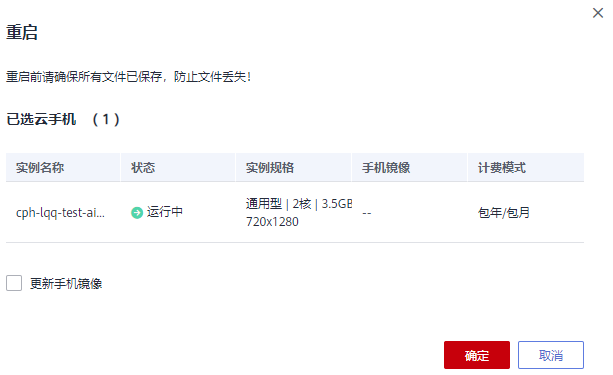 重启
重启前请确保所有文件已保存，防止文件丢失！
已选云手机 （1）
实例名称 状态 实例规格 手机镜像 计费模式
cph-lqq-test-ai... 运行中 通用型 | 2核 | 3.5GB -- 包年/包月
720x1280
更新手机镜像
确定 取消